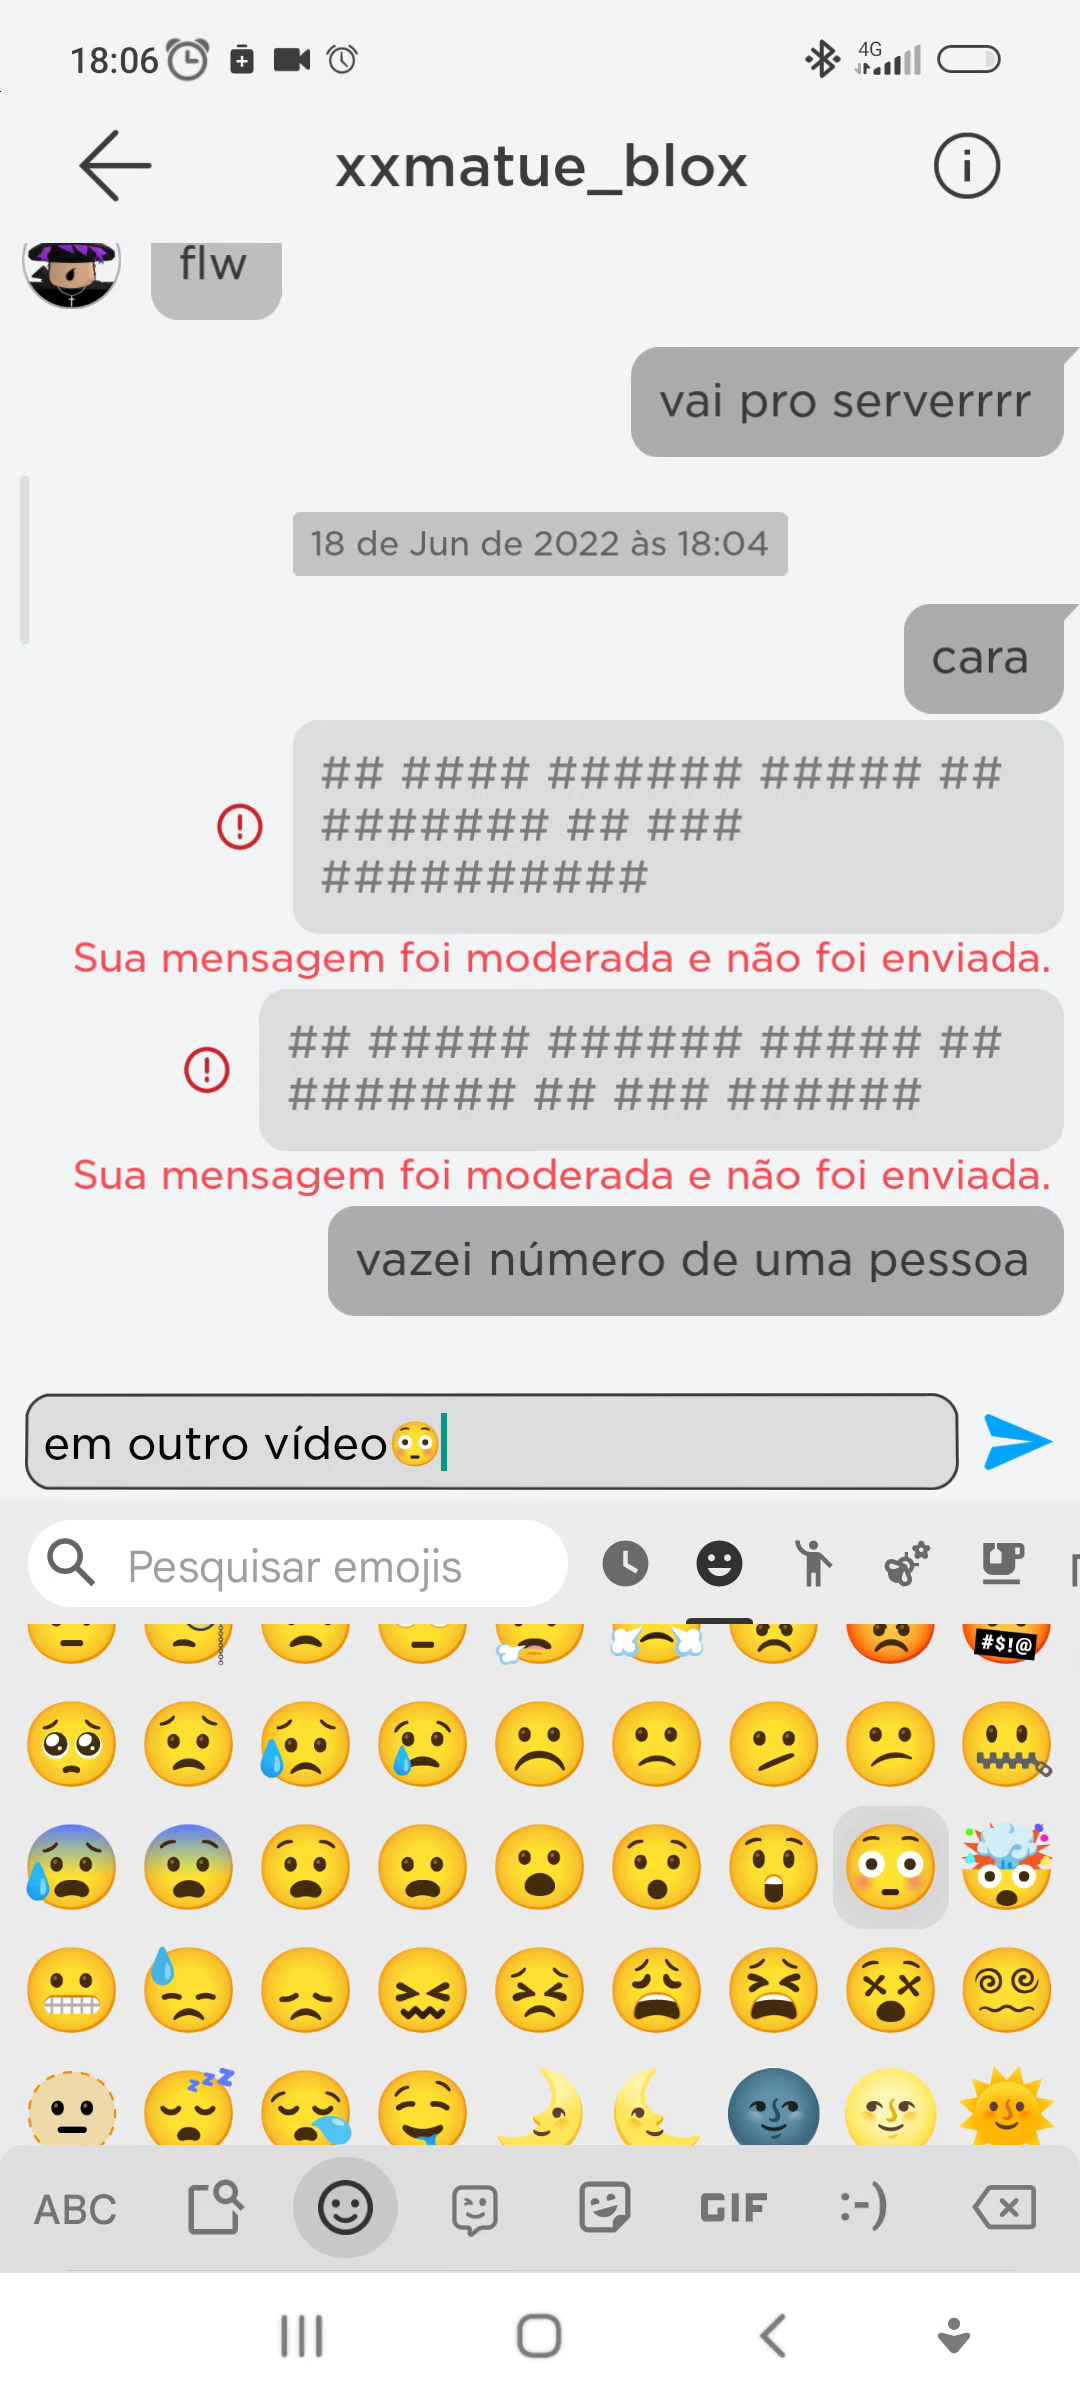 18:06
4G
xxmatue_blox
flw
vai pro serverrrr
18 de Jun de 2022 às 18:04
cara
## #### ###### ##### ##
####### ## ###
##########
Sua mensagem foi moderada e não foi enviada.
## ##### ###### ##### ##
####### ## ### ######
Sua mensagem foi moderada e não foi enviada.
vazei número de uma pessoa
em outro vídeo😳
Pesquisar emojis
#$!@
ABC
GIF
:-)